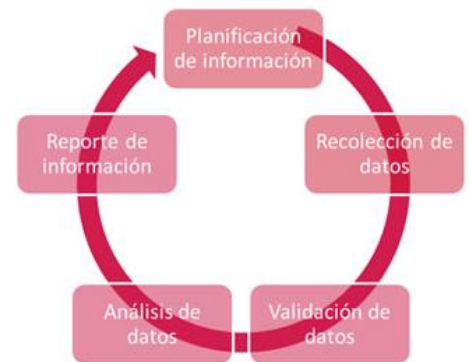 Planificación
de información
Recolección de
datos
Validación de
datos
Análisis de
datos
Reporte de
información